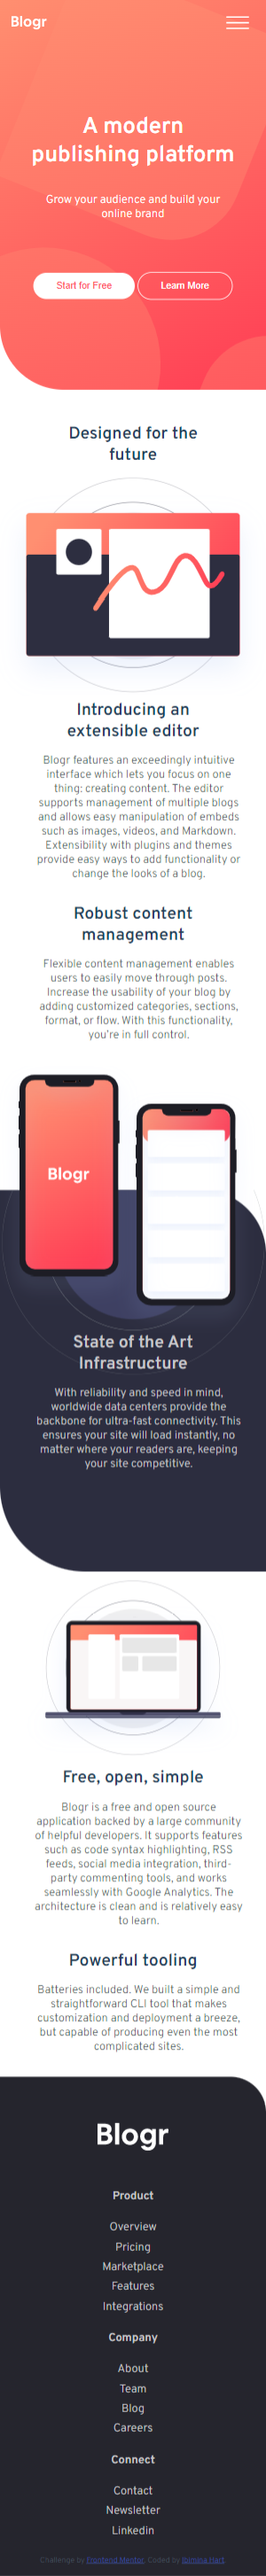 Blogr
A modern
publishing platform
Grow your audience and build your
online brand
Start for Free
Learn More
Designed for the
future
Introducing an
extensible editor
Blogr features an exceedingly intuitive
interface which lets you focus on one
thing: creating content. The editor
supports management of multiple blogs
and allows easy manipulation of embeds
such as images, videos, and Markdown.
Extensibility with plugins and themes
provide easy ways to add functionality or
change the looks of a blog.
Robust content
management
Flexible content management enables
users to easily move through posts.
Increase the usability of your blog by
adding customized categories, sections,
format, or flow. With this functionality,
you're in full control.
Blogr
State of the Art
Infrastructure
With reliability and speed in mind,
worldwide data centers provide the
backbone for ultra-fast connectivity. This
ensures your site will load instantly, no
matter where your readers are, keeping
your site competitive.
Free, open, simple
Blogr is a free and open source
application backed by a large community
of helpful developers. It supports features
such as code syntax highlighting, RSS
feeds, social media integration, third-
party commenting tools, and works
seamlessly with Google Analytics. The
architecture is clean and is relatively easy
to learn.
Powerful tooling
Batteries included. We built a simple and
straightforward CLI tool that makes
customization and deployment a breeze,
but capable of producing even the most
complicated sites.
Blogr
Product
Overview
Pricing
Marketplace
Features
Integrations
Company
About
Team
Blog
Careers
Connect
Contact
Newsletter
Linkedin
Challenge by Frontend Mentor. Coded by Hart.